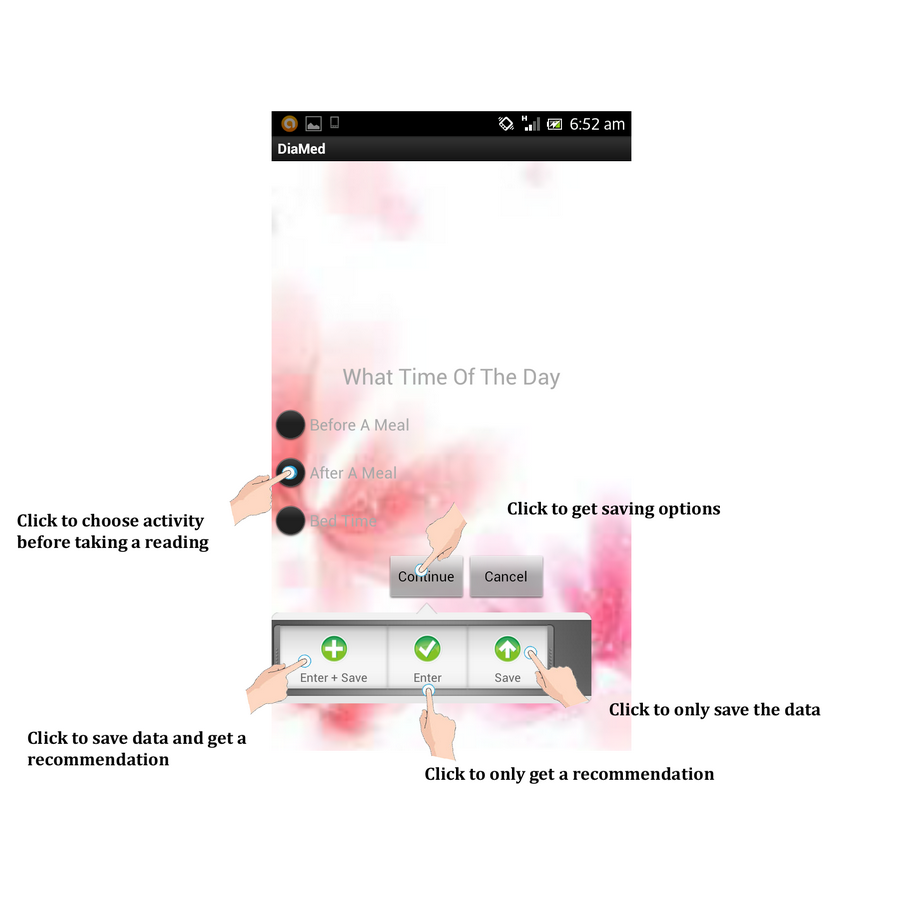 6:52 am
DiaMed
What Time Of The Day
Before A Meal
After A Meal
Bed Time
Click to choose activity
before taking a reading
Click to get saving options
Continue
Cancel
Enter + Save
Enter
Save
Click to only save the data
Click to save data and get a
recommendation
Click to only get a recommendation